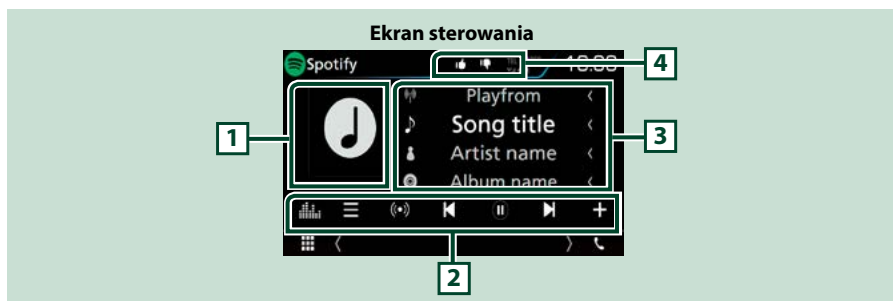 Ekran sterowania
Spotify
4
Playfrom
1
Song title
3
Artist name
Album name
2